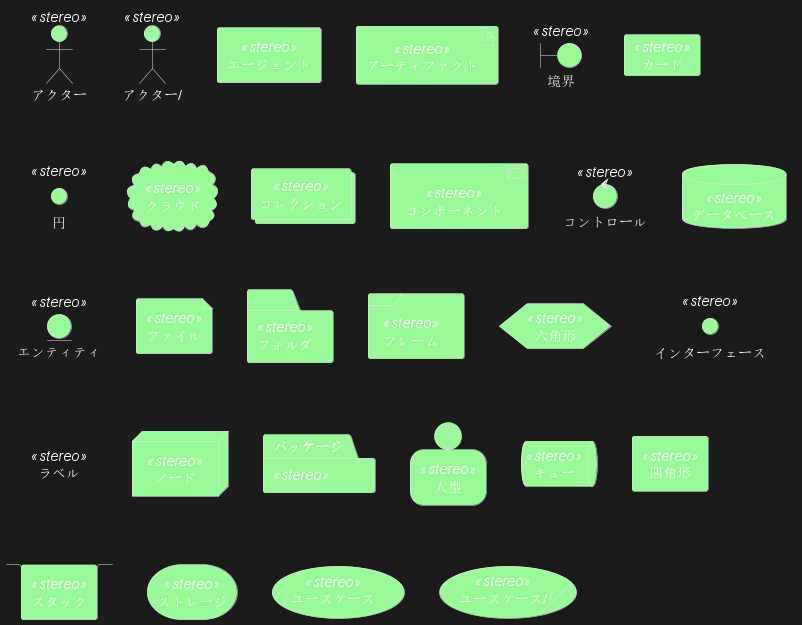 «stereo»
アクター
«stereo»
アクター/
«stereo»
エージェント
«stereo»
アーティファクト
«stereo»
境界
«stereo»
カード
«stereo»
円
«stereo»
クラウド
«stereo»
コレクション
«stereo»
コンポーネント
«stereo»
コントロール
«stereo»
データベース
«stereo»
エンティティ
«stereo»
ファイル
«stereo»
フォルダ
«stereo»
フレーム
«stereo»
六角形
«stereo»
インターフェース
«stereo»
ラベル
«stereo»
ノード
パッケージ
«stereo»
«stereo»
人型
«stereo»
キュー
«stereo»
四角形
«stereo»
スタック
«stereo»
ストレージ
«stereo»
ユースケース
«stereo»
ユースケース/